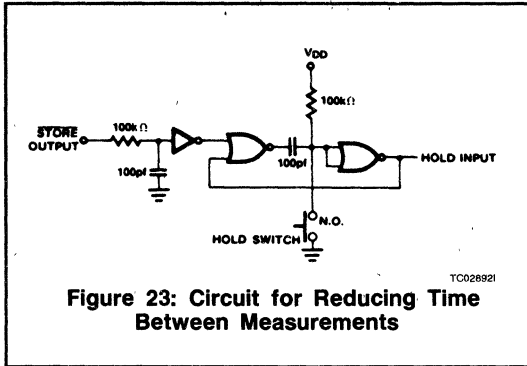 VDD
100kΩ
STORE
OUTPUT
100kΩ
100pf
100pf
HOLD INPUT
N.O.
HOLD SWITCH
TC02892I
Figure 23: Circuit for Reducing Time
Between Measurements